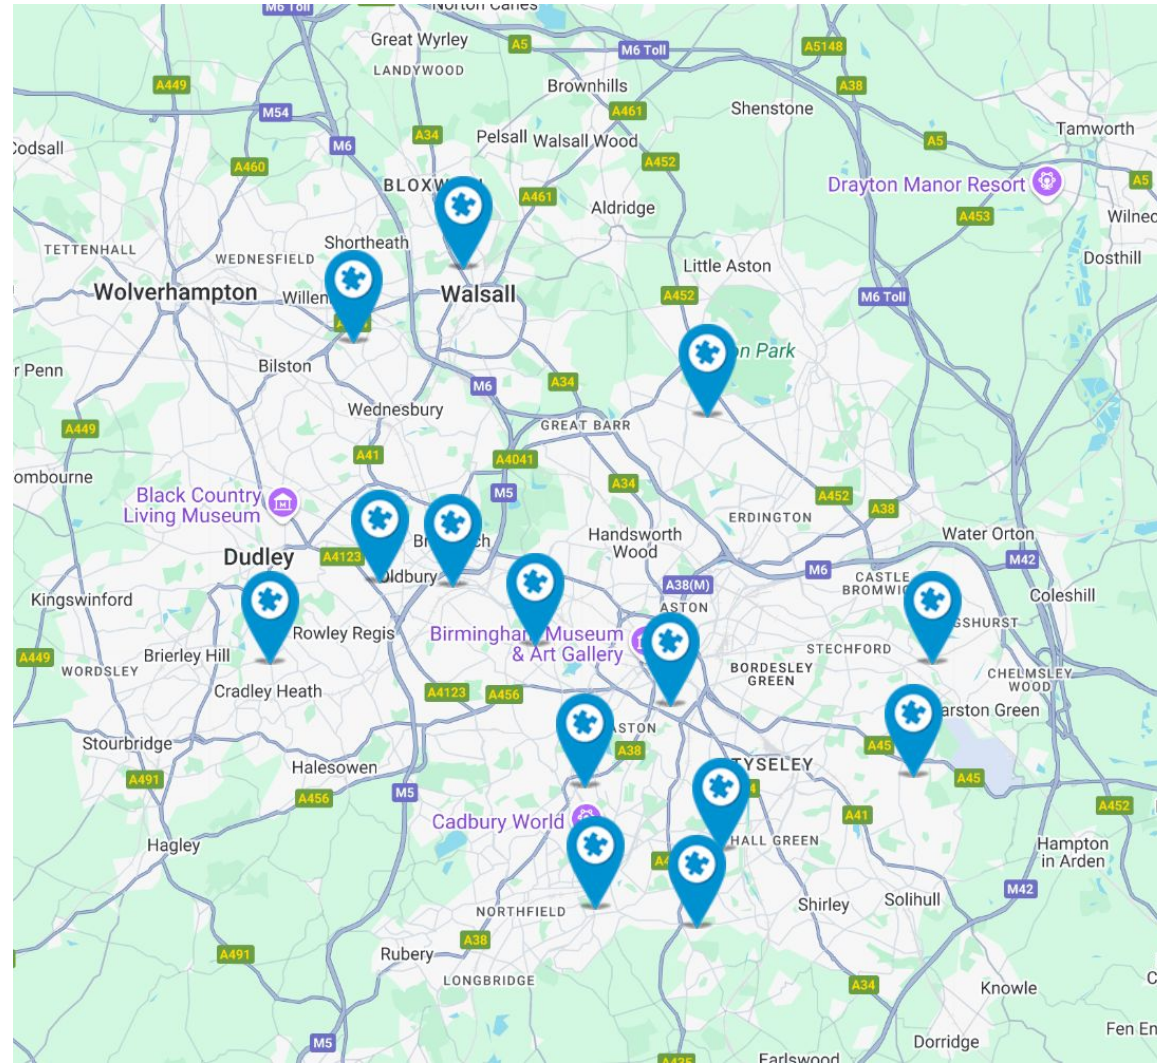 M6 Toll
Norton Canes
Great Wyrley
A5
M6 Toll
A5148
LANDYWOOD
A449
Brownhills
A38
M54
A461
Shenstone
A34
Tamworth
M6
Pelsall
Walsall Wood
A5
Codsall
A460
A452
A5
Drayton Manor Resort
A461
Aldridge
A453
Wilnec
TETTENHALL
Shortheath
WEDNESFIELD
Dosthill
Little Aston
Wolverhampton
Walsall
A452
M6 Toll
Bilston
on Park
r Penn
M6
A34
Wednesbury
A449
GREAT BARR
A41
A4041
ombourne
Black Country
Living Museum
M5
A34
A452
A38
ERDINGTON
Handsworth
Wood
Water Orton
Dudley
A4123
M6
M42
Oldbury
A38(M)
CASTLE
BROMWIC
Coleshill
Kingswinford
ASTON
GSHURST
Rowley Regis
Birmingham Museum
& Art Gallery
STECHFORD
A449
Brierley Hill
WORDSLEY
BORDESLEY
GREEN
CHELMSLEY
WOOD
Cradley Heath
A4123
A456
arston Green
ASTON
Stourbridge
A38
A45
Halesowen
TYSELEY
A491
A45
A456
M5
A452
Cadbury World
A41
Hagley
HALL GREEN
Hampton
in Arden
M42
Solihull
Shirley
NORTHFIELD
A38
A491
Rubery
LONGBRIDGE
A34
Knowle
Fen En
M5
Dorridge
A435
Earlswood